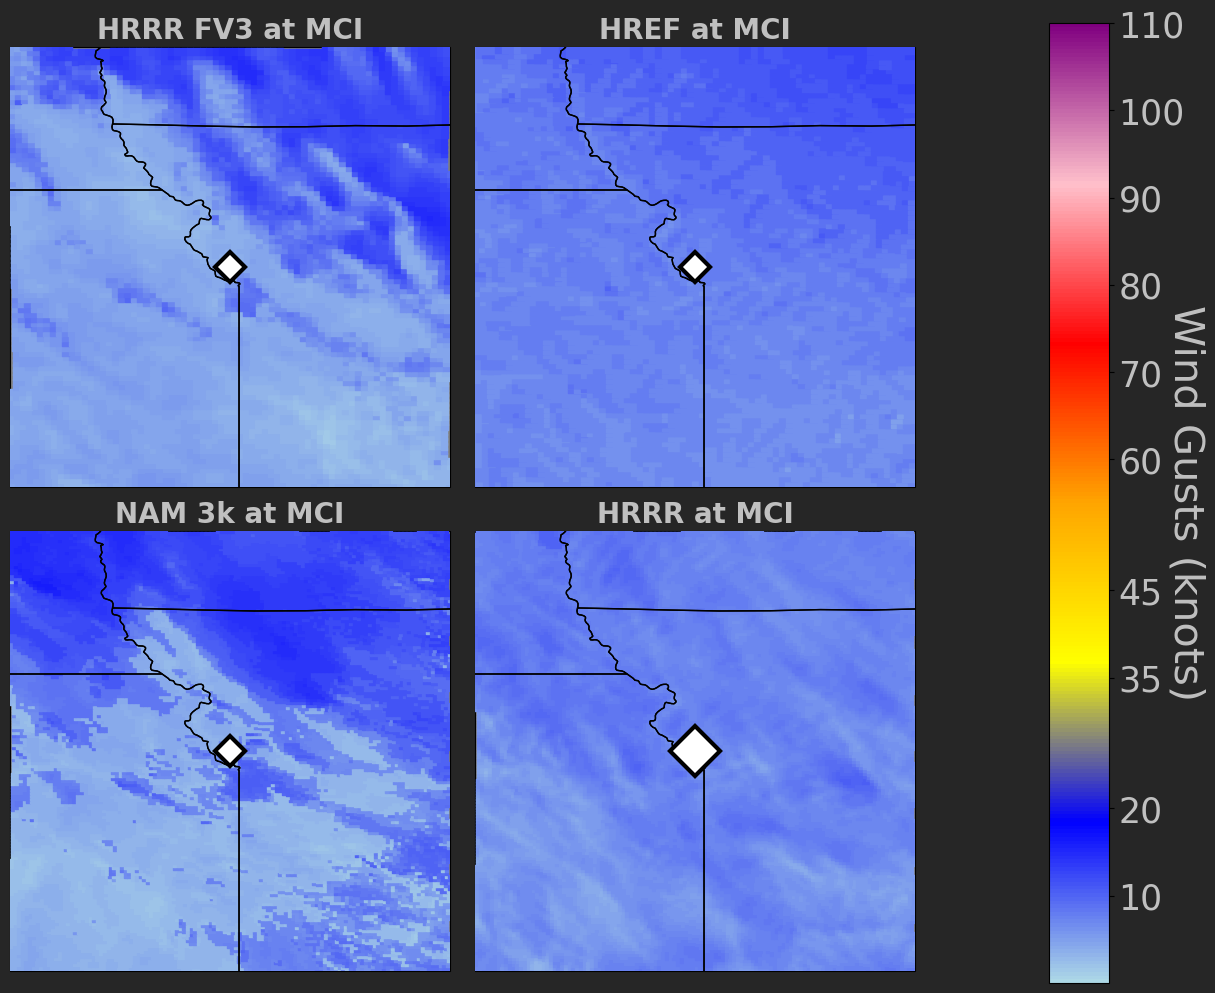 HRRR FV3 at MCI
HREF at MCI
NAM 3k at MCI
HRRR at MCI
110
100
90
80
70
60
45
35
20
10
Wind Gusts (knots)